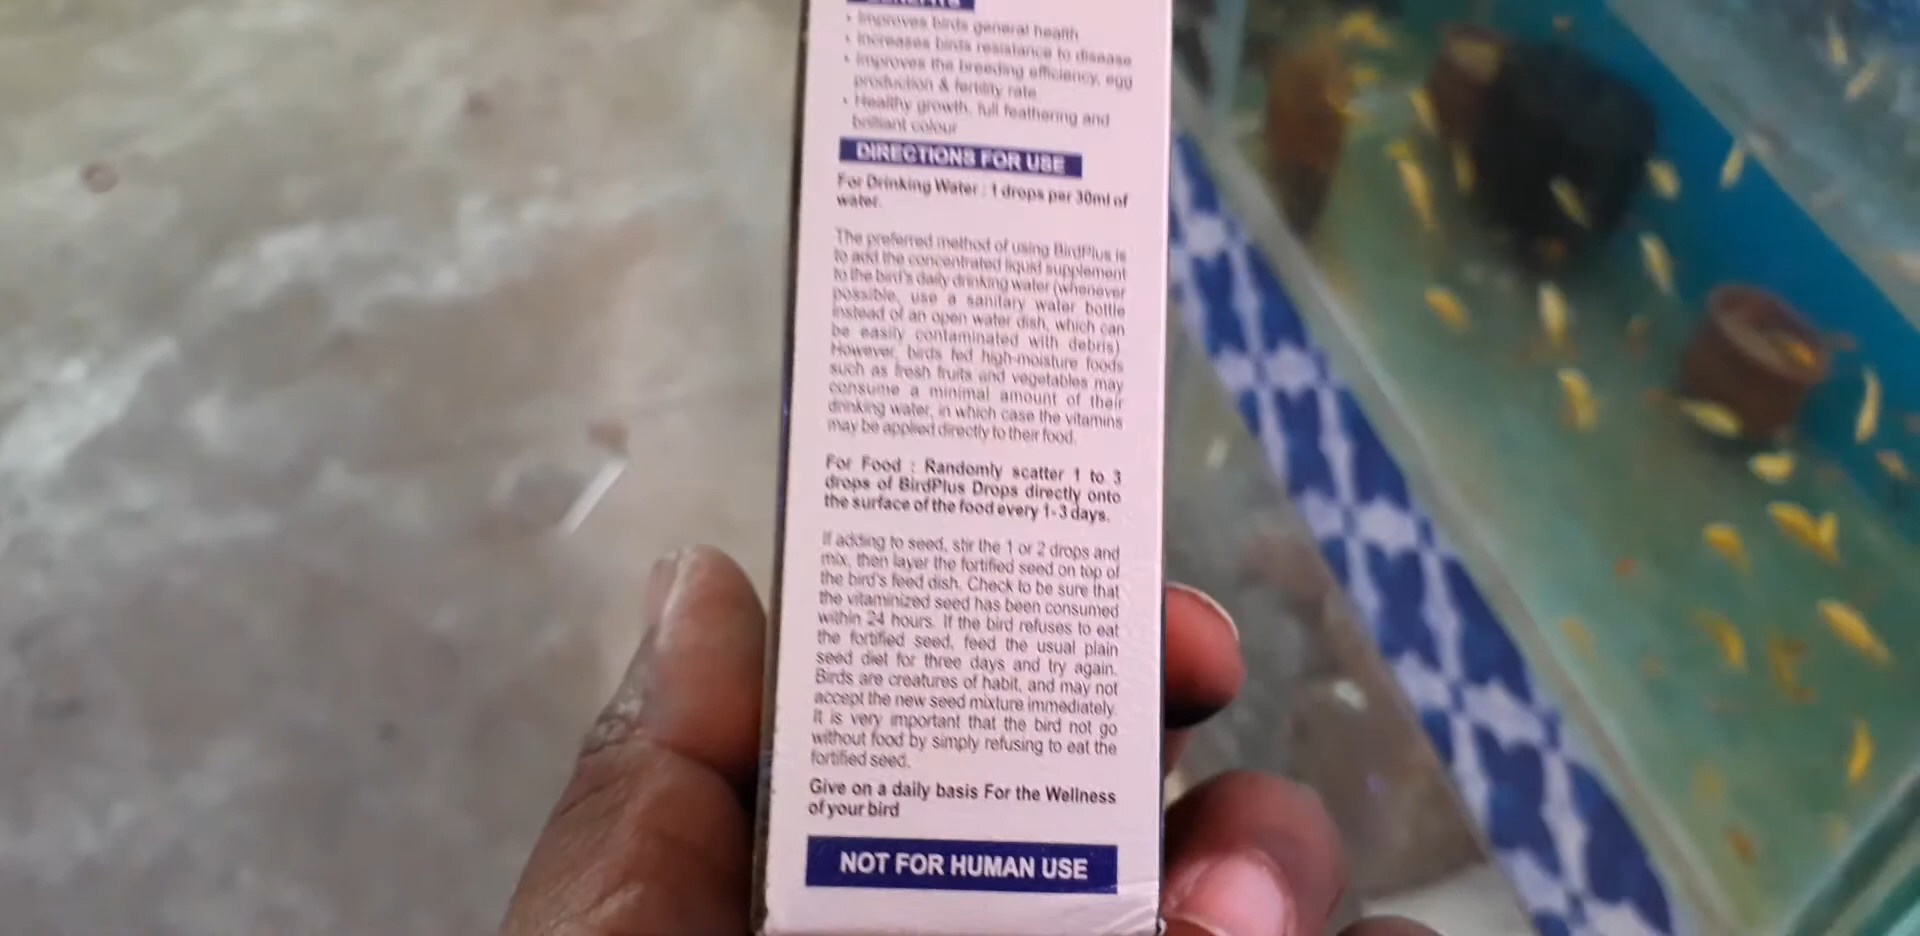 BENEFITS
• Improves birds general health
• Increases birds resistance to disease
• Improves the breeding efficiency, egg
production & fertility rate
• Healthy growth, full feathering and
brilliant colour
DIRECTIONS FOR USE
For Drinking Water : 1 drops per 30ml of
water.
The preferred method of using BirdPlus is
to add the concentrated liquid supplement
to the bird's daily drinking water (whenever
possible, use a sanitary water bottle
instead of an open water dish, which can
be easily contaminated with debris)
However, birds fed high-moisture foods
such as fresh fruits and vegetables may
consume a minimal amount of their
drinking water, in which case the vitamins
may be applied directly to their food.
For Food : Randomly scatter 1 to 3
drops of BirdPlus Drops directly onto
the surface of the food every 1-3 days.
If adding to seed, stir the 1 or 2 drops and
mix, then layer the fortified seed on top of
the bird's feed dish. Check to be sure that
the vitaminized seed has been consumed
within 24 hours. If the bird refuses to eat
the fortified seed, feed the usual plain
seed diet for three days and try again.
Birds are creatures of habit, and may not
accept the new seed mixture immediately.
It is very important that the bird not go
without food by simply refusing to eat the
fortified seed.
Give on a daily basis For the Wellness
of your bird
NOT FOR HUMAN USE